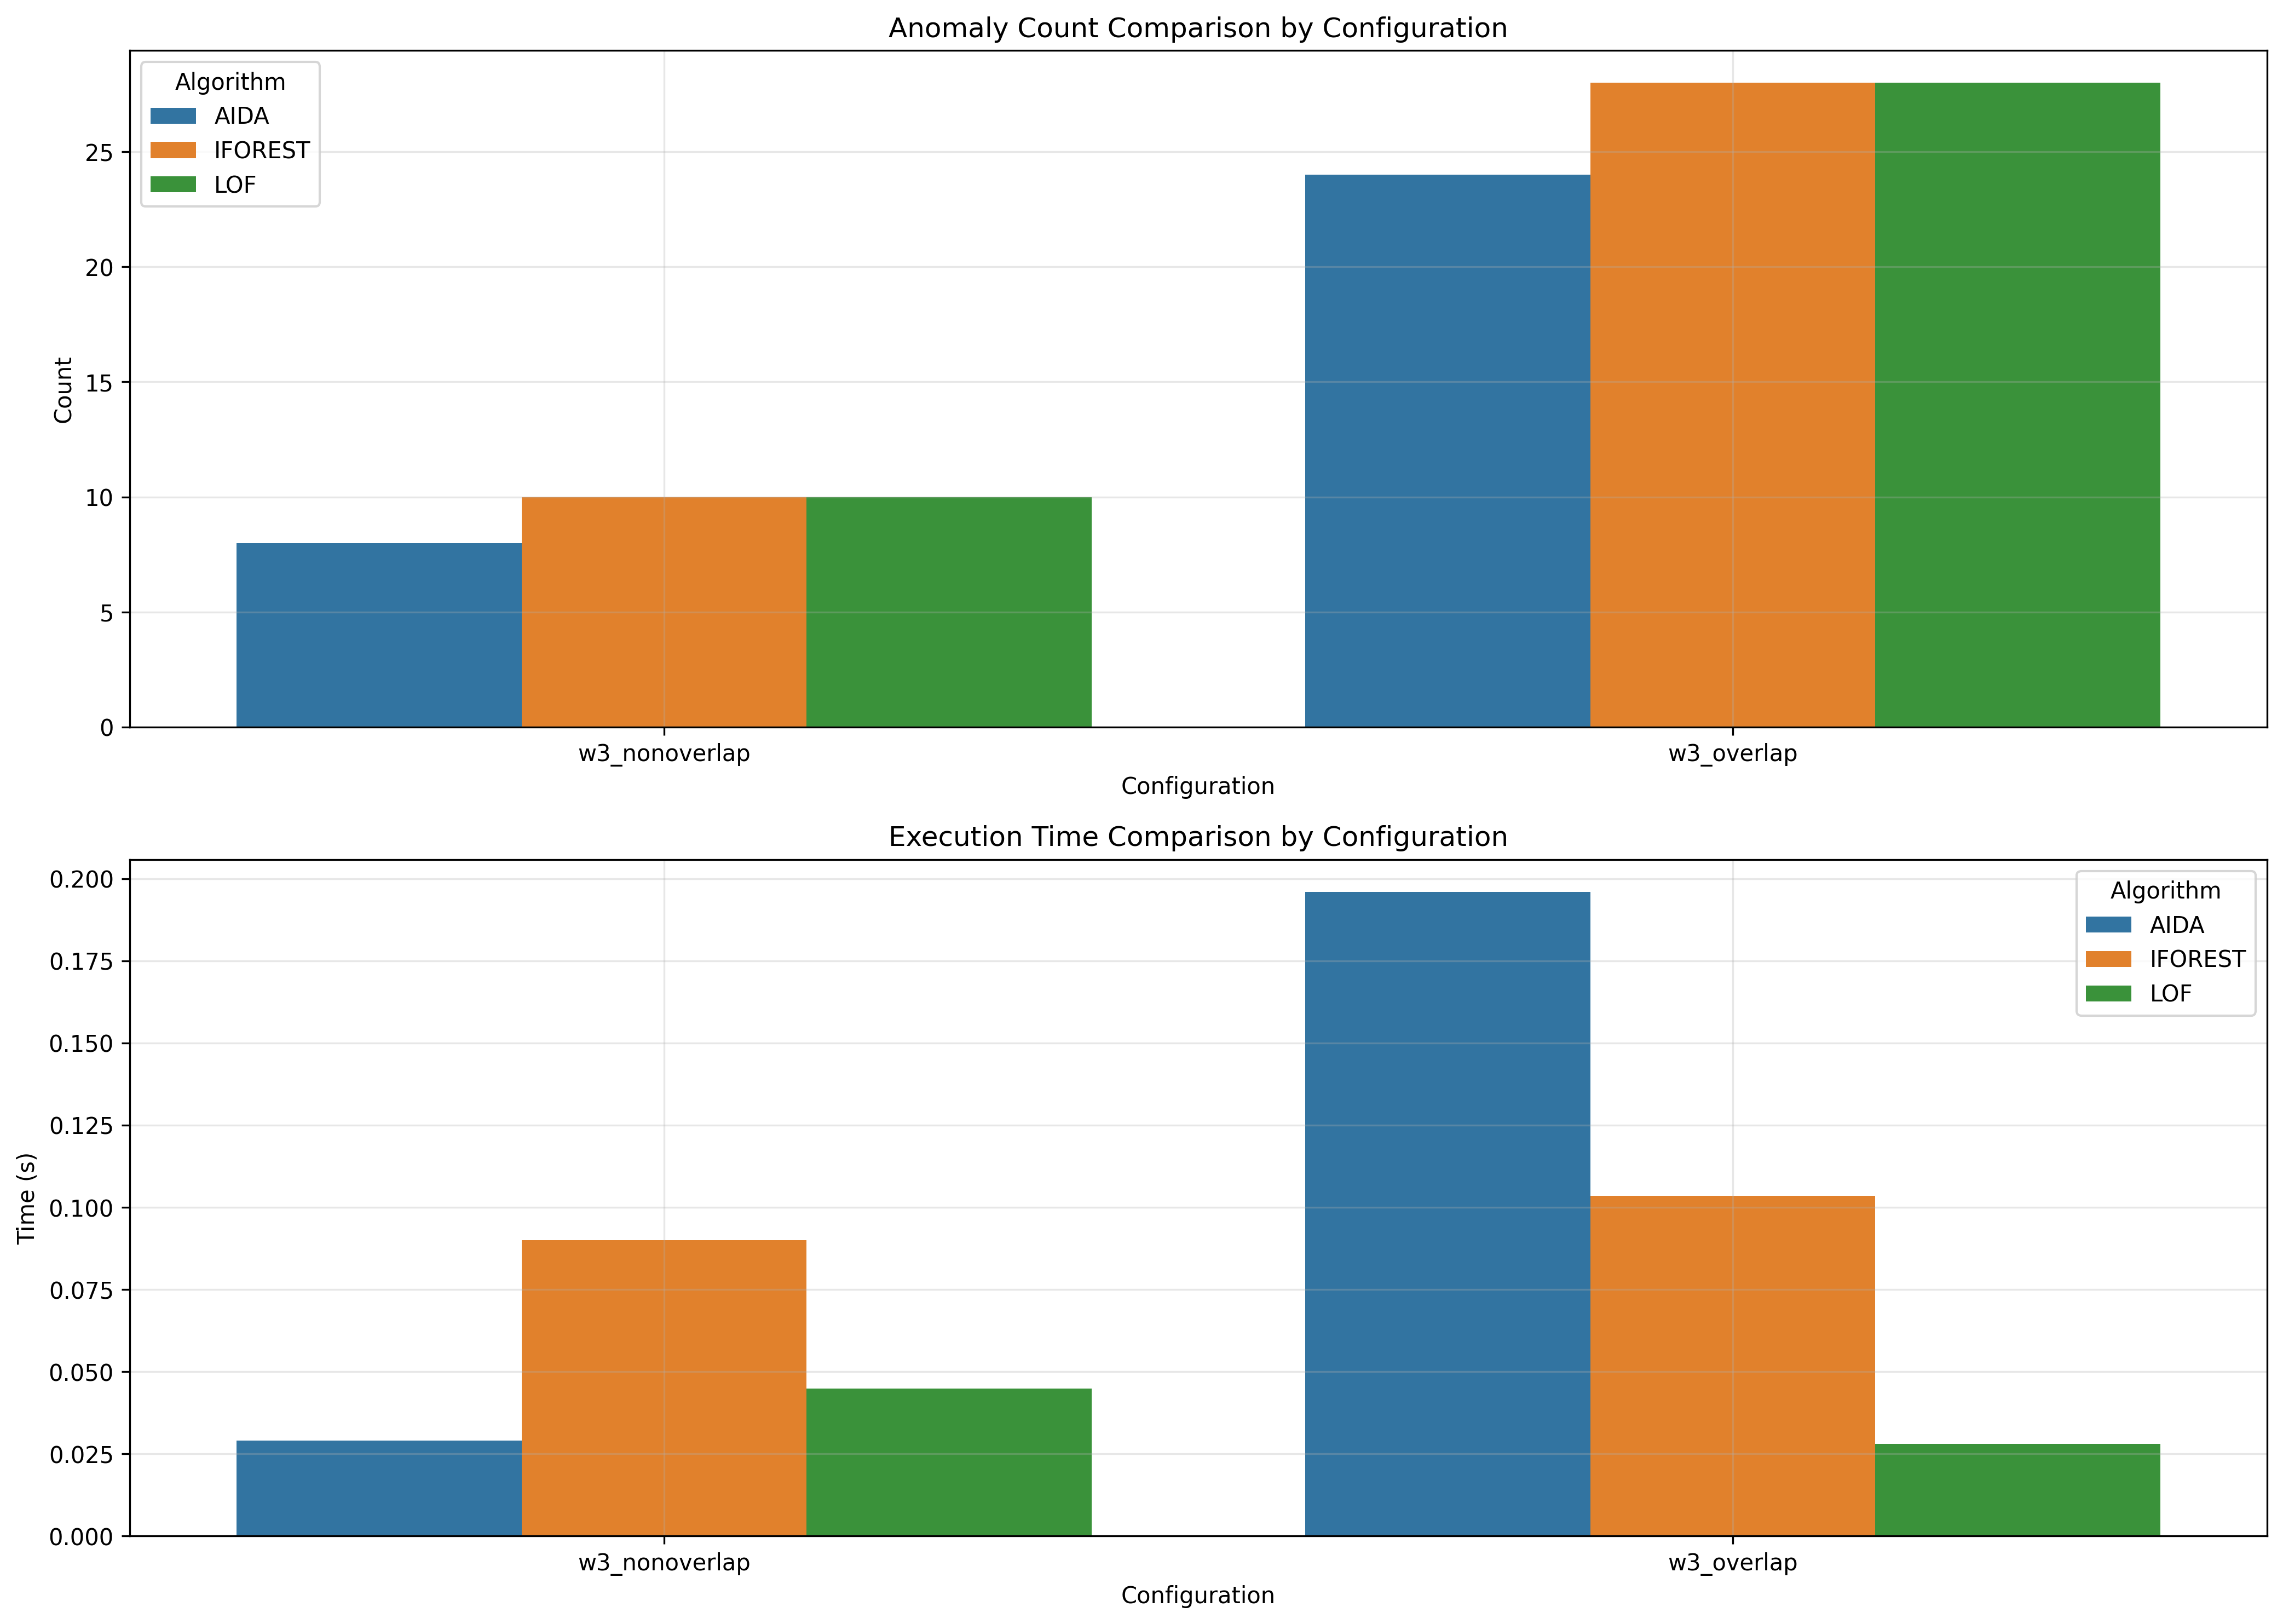 Anomaly Count Comparison by Configuration
Algorithm
AIDA
IFOREST
LOF
Count
25
20
15
10
5
0
w3_nonoverlap
w3_overlap
Configuration
Execution Time Comparison by Configuration
Algorithm
AIDA
IFOREST
LOF
Time (s)
0.200
0.175
0.150
0.125
0.100
0.075
0.050
0.025
0.000
w3_nonoverlap
w3_overlap
Configuration